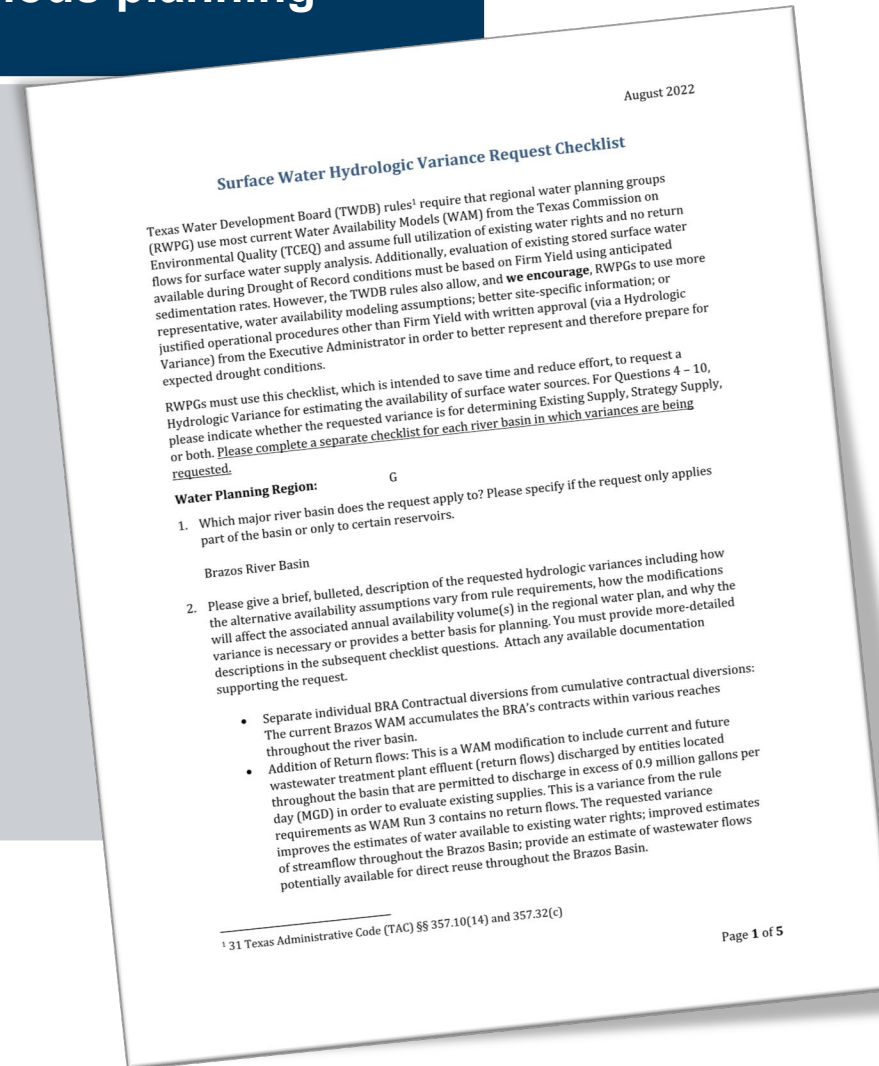 planning
August 2022
Surface Water Hydrologic Variance Request Checklist
Texas Water Development Board (TWDB) rules¹ require that regional water planning groups
(RWPG) use most current Water Availability Models (WAM) from the Texas Commission on
Environmental Quality (TCEQ) and assume full utilization of existing water rights and no return
flows for surface water supply analysis. Additionally, evaluation of existing stored surface water
available during Drought of Record conditions must be based on Firm Yield using anticipated
sedimentation rates. However, the TWDB rules also allow, and we encourage, RWPGs to use more
representative, water availability modeling assumptions; better site-specific information; or
justified operational procedures other than Firm Yield with written approval (via a Hydrologic
Variance) from the Executive Administrator in order to better represent and therefore prepare for
expected drought conditions.
RWPGs must use this checklist, which is intended to save time and reduce effort, to request a
Hydrologic Variance for estimating the availability of surface water sources. For Questions 4 – 10,
please indicate whether the requested variance is for determining Existing Supply, Strategy Supply,
or both. Please complete a separate checklist for each river basin in which variances are being
requested.
Water Planning Region: G
1. Which major river basin does the request apply to? Please specify if the request only applies
part of the basin or only to certain reservoirs.
Brazos River Basin
2. Please give a brief, bulleted, description of the requested hydrologic variances including how
the alternative availability assumptions vary from rule requirements, how the modifications
will affect the associated annual availability volume(s) in the regional water plan, and why the
variance is necessary or provides a better basis for planning. You must provide more-detailed
descriptions in the subsequent checklist questions. Attach any available documentation
supporting the request.
• Separate individual BRA Contractual diversions from cumulative contractual diversions:
The current Brazos WAM accumulates the BRA's contracts within various reaches
throughout the river basin.
• Addition of Return flows: This is a WAM modification to include current and future
wastewater treatment plant effluent (return flows) discharged by entities located
throughout the basin that are permitted to discharge in excess of 0.9 million gallons per
day (MGD) in order to evaluate existing supplies. This is a variance from the rule
requirements as WAM Run 3 contains no return flows. The requested variance
improves the estimates of water available to existing water rights; improved estimates
of streamflow throughout the Brazos Basin; provide an estimate of wastewater flows
potentially available for direct reuse throughout the Brazos Basin.
¹ 31 Texas Administrative Code (TAC) §§ 357.10(14) and 357.32(c)
Page 1 of 5